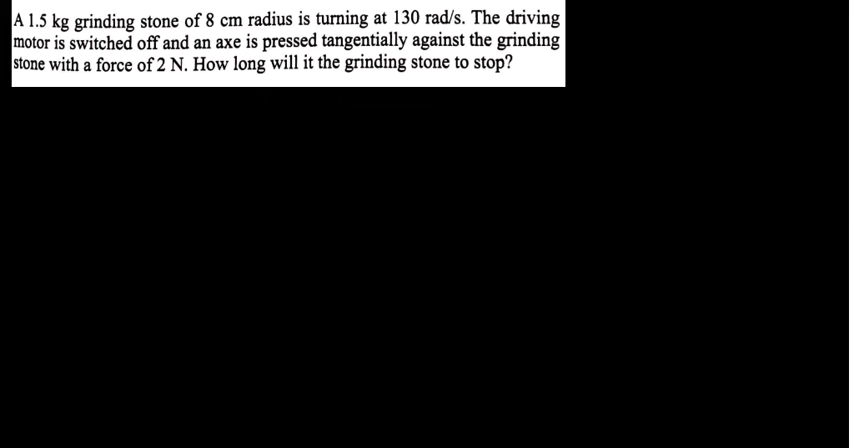 A 1.5 kg grinding stone of 8 cm radius is turning at 130 rad/s. The driving
motor is switched off and an axe is pressed tangentially against the grinding
stone with a force of 2 N. How long will it the grinding stone to stop?